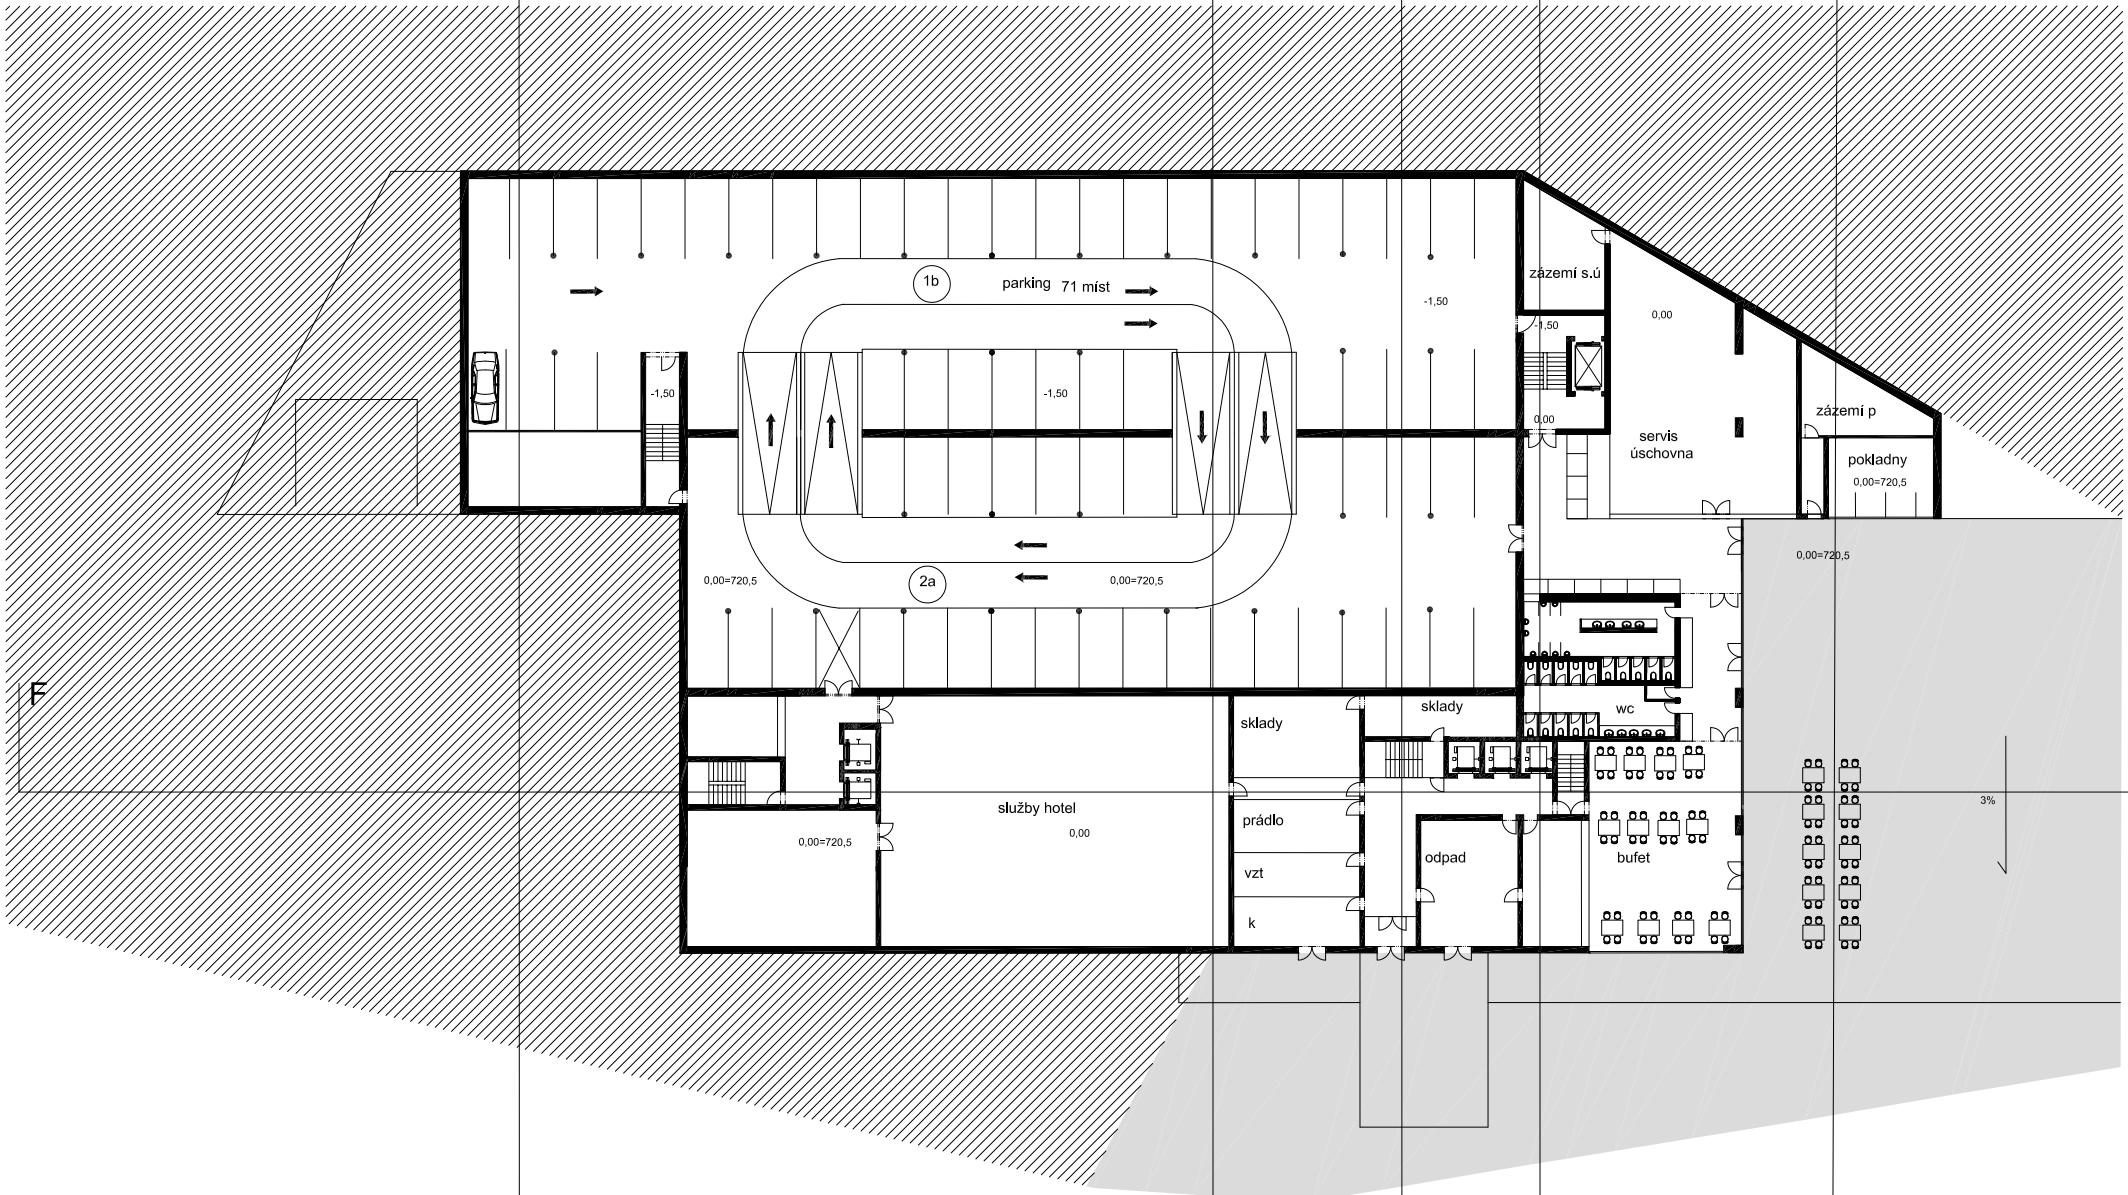 1b
parking 71 míst
zázemí s.ú
-1,50
0,00
-1,50
-1,50
-1,50
0,00
zázemí p
servis
úschovna
pokladny
0,00=720,5
0,00=720,5
0,00=720,5
2a
0,00=720,5
F
sklady
sklady
wc
služby hotel
0,00
3%
prádlo
0,00=720,5
odpad
bufet
vzt
k